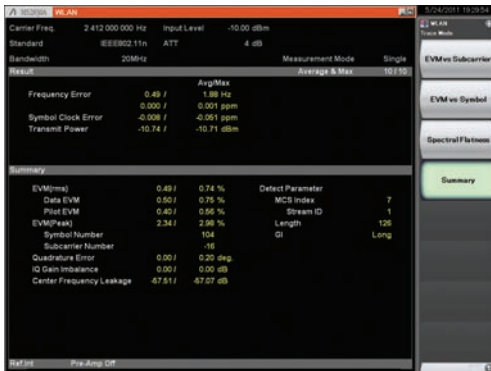 MS2690A WLAN 5/24/2011 19:29:54
Carrier Freq. 2 412 000 000 Hz Input Level -10.00 dBm
Standard IEEE802.11n ATT 4 dB
Bandwidth 20MHz Measurement Mode Single
Result Average & Max 10 / 10
Avg/Max
Frequency Error 0.49 / 1.98 Hz
0.000 / 0.001 ppm
Symbol Clock Error -0.008 / -0.051 ppm
Transmit Power -10.74 / -10.71 dBm
Summary
EVM(rms) 0.49 / 0.74 % Detect Parameter
Data EVM 0.50 / 0.75 % MCS Index 7
Pilot EVM 0.40 / 0.56 % Stream ID 1
EVM(Peak) 2.34 / 2.98 % Length 126
Symbol Number 104 GI Long
Subcarrier Number -16
Quadrature Error 0.00 / 0.20 deg.
IQ Gain Imbalance 0.00 / 0.00 dB
Center Frequency Leakage -57.51 / -57.07 dB
Ref.Int Pre-Amp Off
WLAN
Trace Mode
EVM vs Subcarrier
EVM vs Symbol
Spectral Flatness
Summary